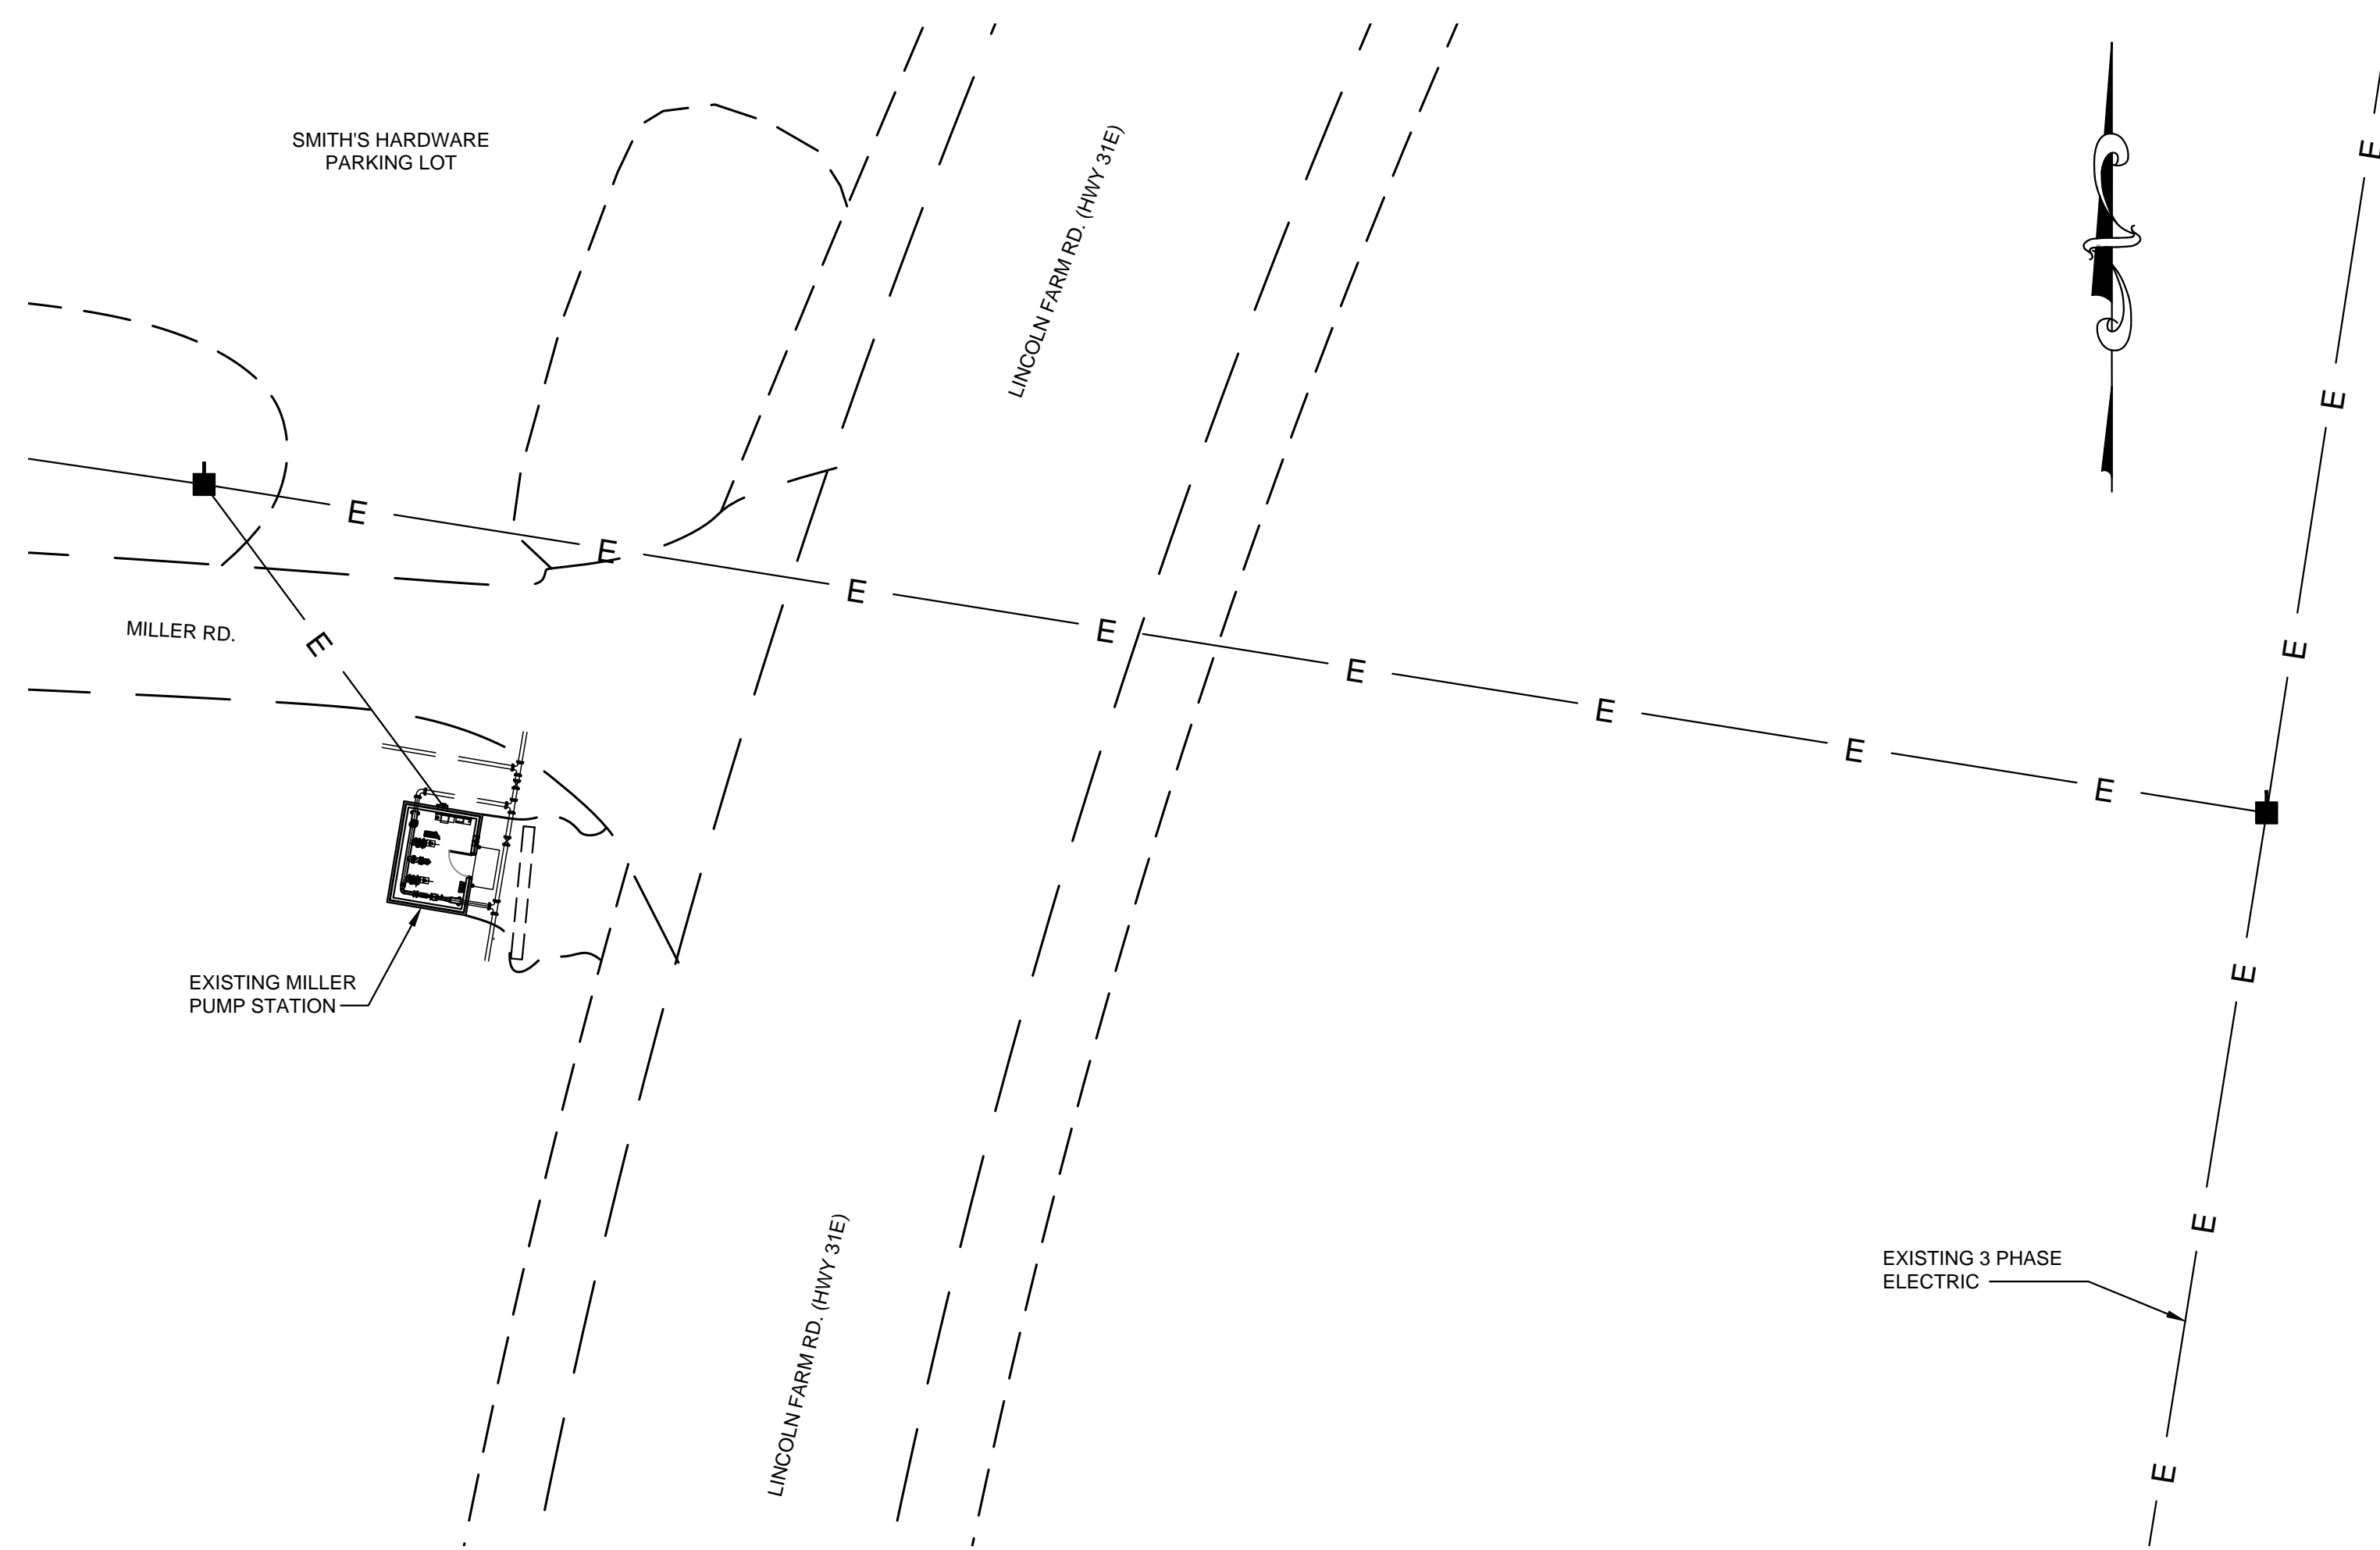 SMITH'S HARDWARE
PARKING LOT
LINCOLN FARM RD. (HWY 31E)
E
E
E
E
E
E
E
E
E
E
E
E
MILLER RD.
E
EXISTING MILLER
PUMP STATION
E
E
EXISTING 3 PHASE
ELECTRIC
LINCOLN FARM RD. (HWY 31E)
E